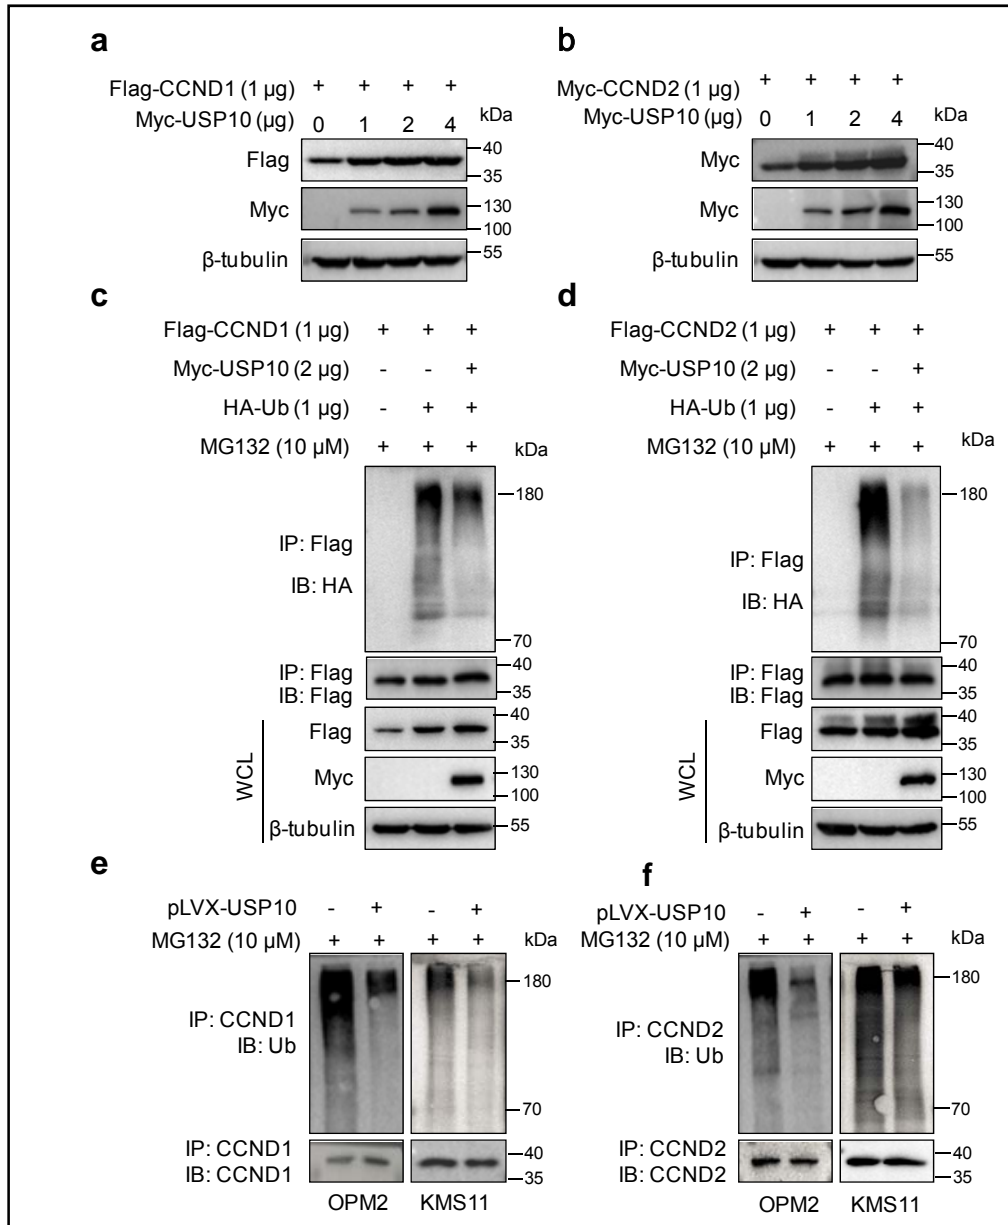 a
Flag-CCND1 (1 µg) + + + +
Myc-USP10 (µg) 0 1 2 4 kDa
Flag 40
35
Myc 130
100
β-tubulin 55
b
Myc-CCND2 (1 µg) + + + +
Myc-USP10 (µg) 0 1 2 4 kDa
Myc 40
35
Myc 130
100
β-tubulin 55
c
Flag-CCND1 (1 µg) + + +
Myc-USP10 (2 µg) - - +
HA-Ub (1 µg) - + +
MG132 (10 µM) + + + kDa
180
IP: Flag
IB: HA
70
IP: Flag 40
IB: Flag 35
WCL
Flag 40
35
Myc 130
100
β-tubulin 55
d
Flag-CCND2 (1 µg) + + +
Myc-USP10 (2 µg) - - +
HA-Ub (1 µg) - + +
MG132 (10 µM) + + + kDa
180
IP: Flag
IB: HA
70
IP: Flag 40
IB: Flag 35
WCL
Flag 40
35
Myc 130
100
β-tubulin 55
e
pLVX-USP10 - + - +
MG132 (10 µM) + + + + kDa
180
IP: CCND1
IB: Ub
70
IP: CCND1 40
IB: CCND1 35
OPM2 KMS11
f
pLVX-USP10 - + - +
MG132 (10 µM) + + + + kDa
180
IP: CCND2
IB: Ub
70
IP: CCND2 40
IB: CCND2 35
OPM2 KMS11